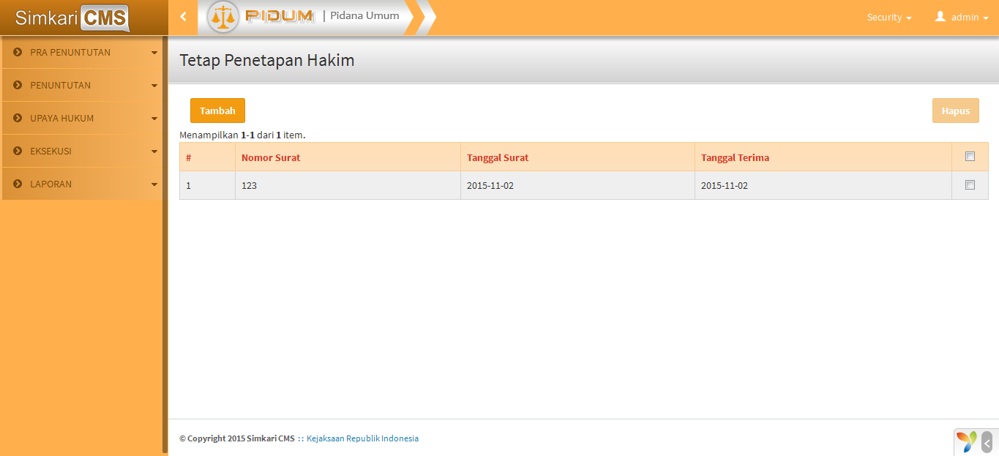 Simkari CMS
PIDUM | Pidana Umum
Security
admin
PRA PENUNTUTAN
PENUNTUTAN
UPAYA HUKUM
EKSEKUSI
LAPORAN
Tetap Penetapan Hakim
Tambah
Hapus
Menampilkan 1-1 dari 1 item.
# Nomor Surat Tanggal Surat Tanggal Terima
1 123 2015-11-02 2015-11-02
© Copyright 2015 Simkari CMS :: Kejaksaan Republik Indonesia